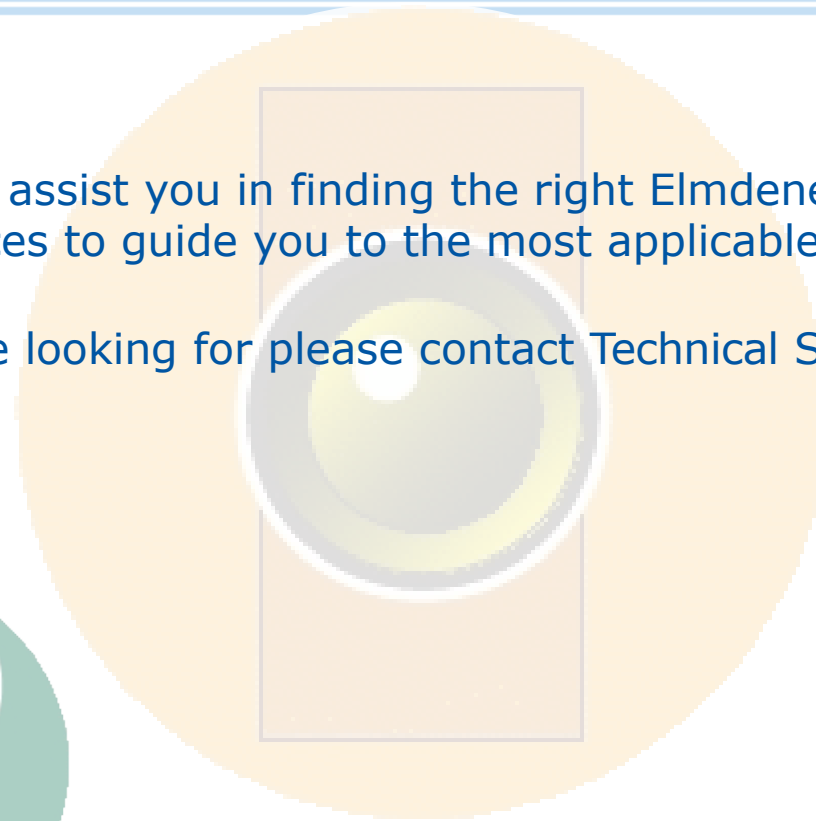 assist you in finding the right Elmdene
es to guide you to the most applicable
looking for please contact Technical S